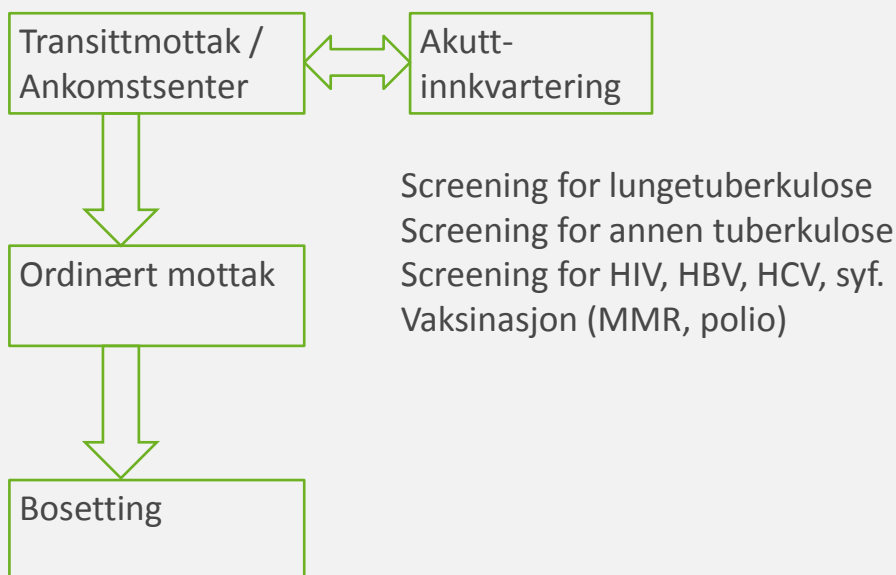 Transittmottak /
Ankomstsenter
Akutt-
innkvartering
Screening for lungetuberkulose
Screening for annen tuberkulose
Screening for HIV, HBV, HCV, syf.
Vaksinasjon (MMR, polio)
Ordinært mottak
Bosetting